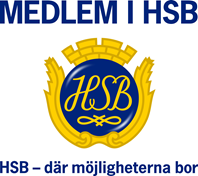 MEDLEM I HSB
HSB
HSB – där möjligheterna bor